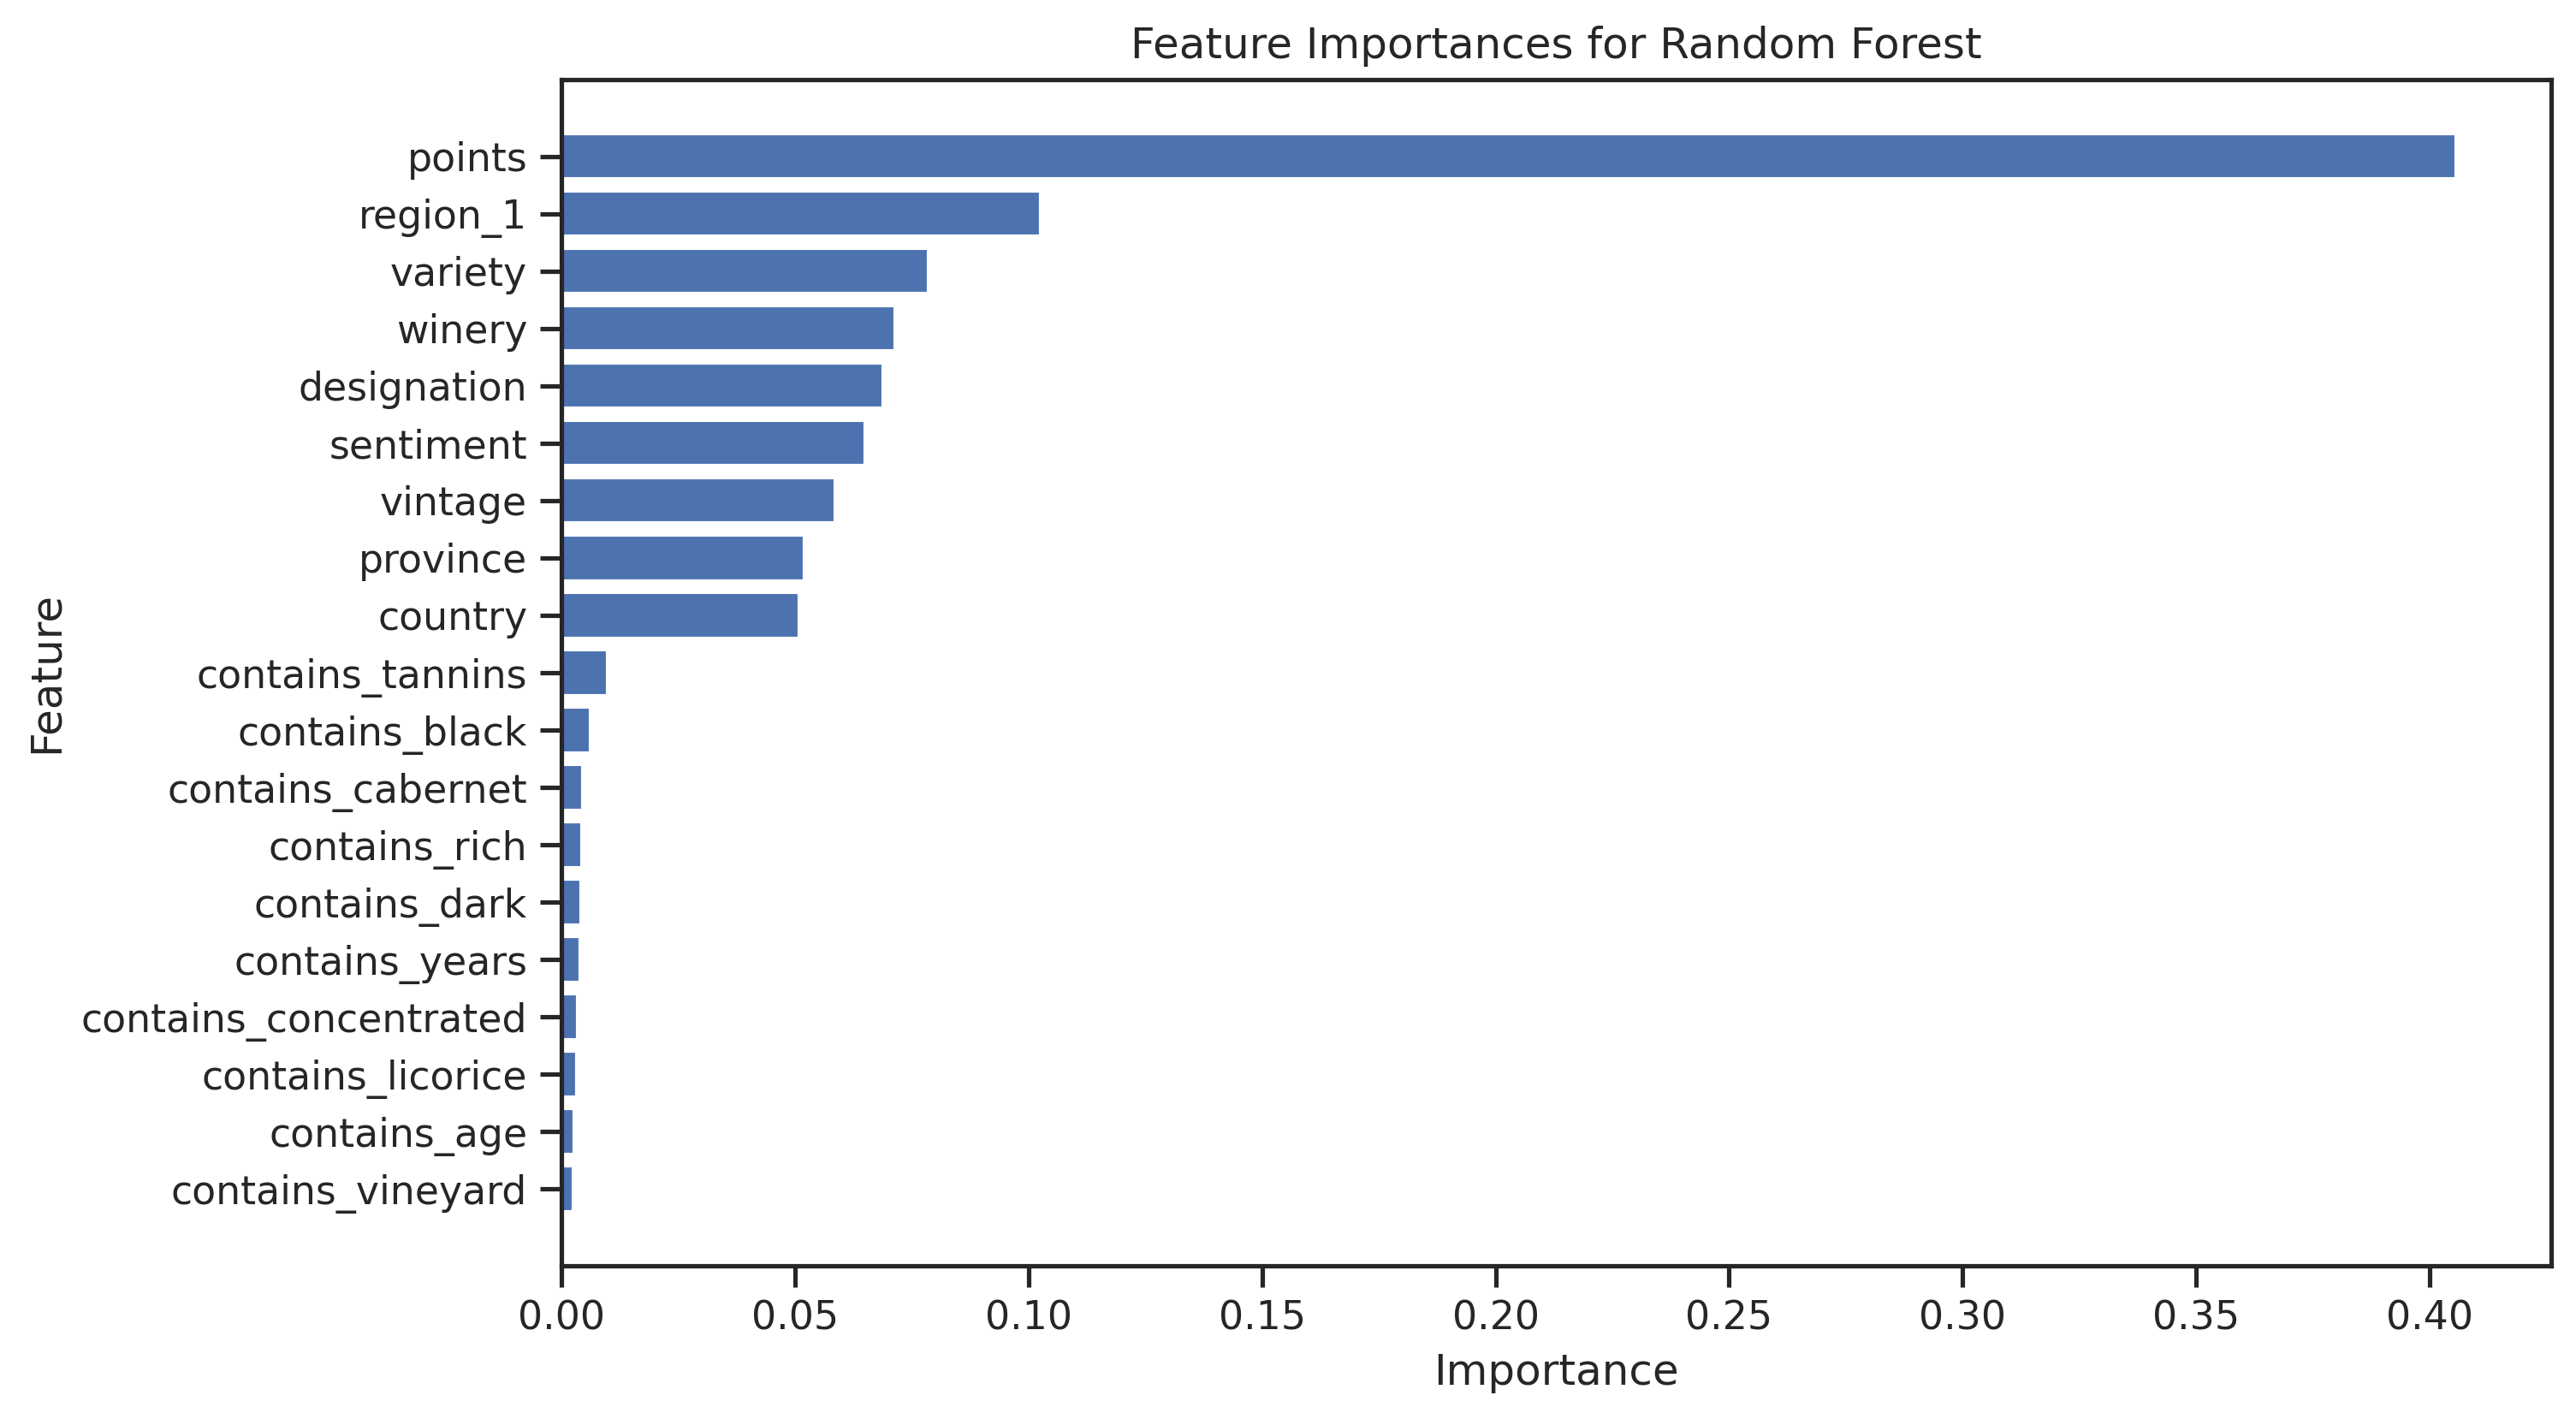 Feature Importances for Random Forest
points
region_1
variety
winery
designation
sentiment
vintage
province
country
contains_tannins
contains_black
contains_cabernet
contains_rich
contains_dark
contains_years
contains_concentrated
contains_licorice
contains_age
contains_vineyard
Feature
0.00 0.05 0.10 0.15 0.20 0.25 0.30 0.35 0.40
Importance